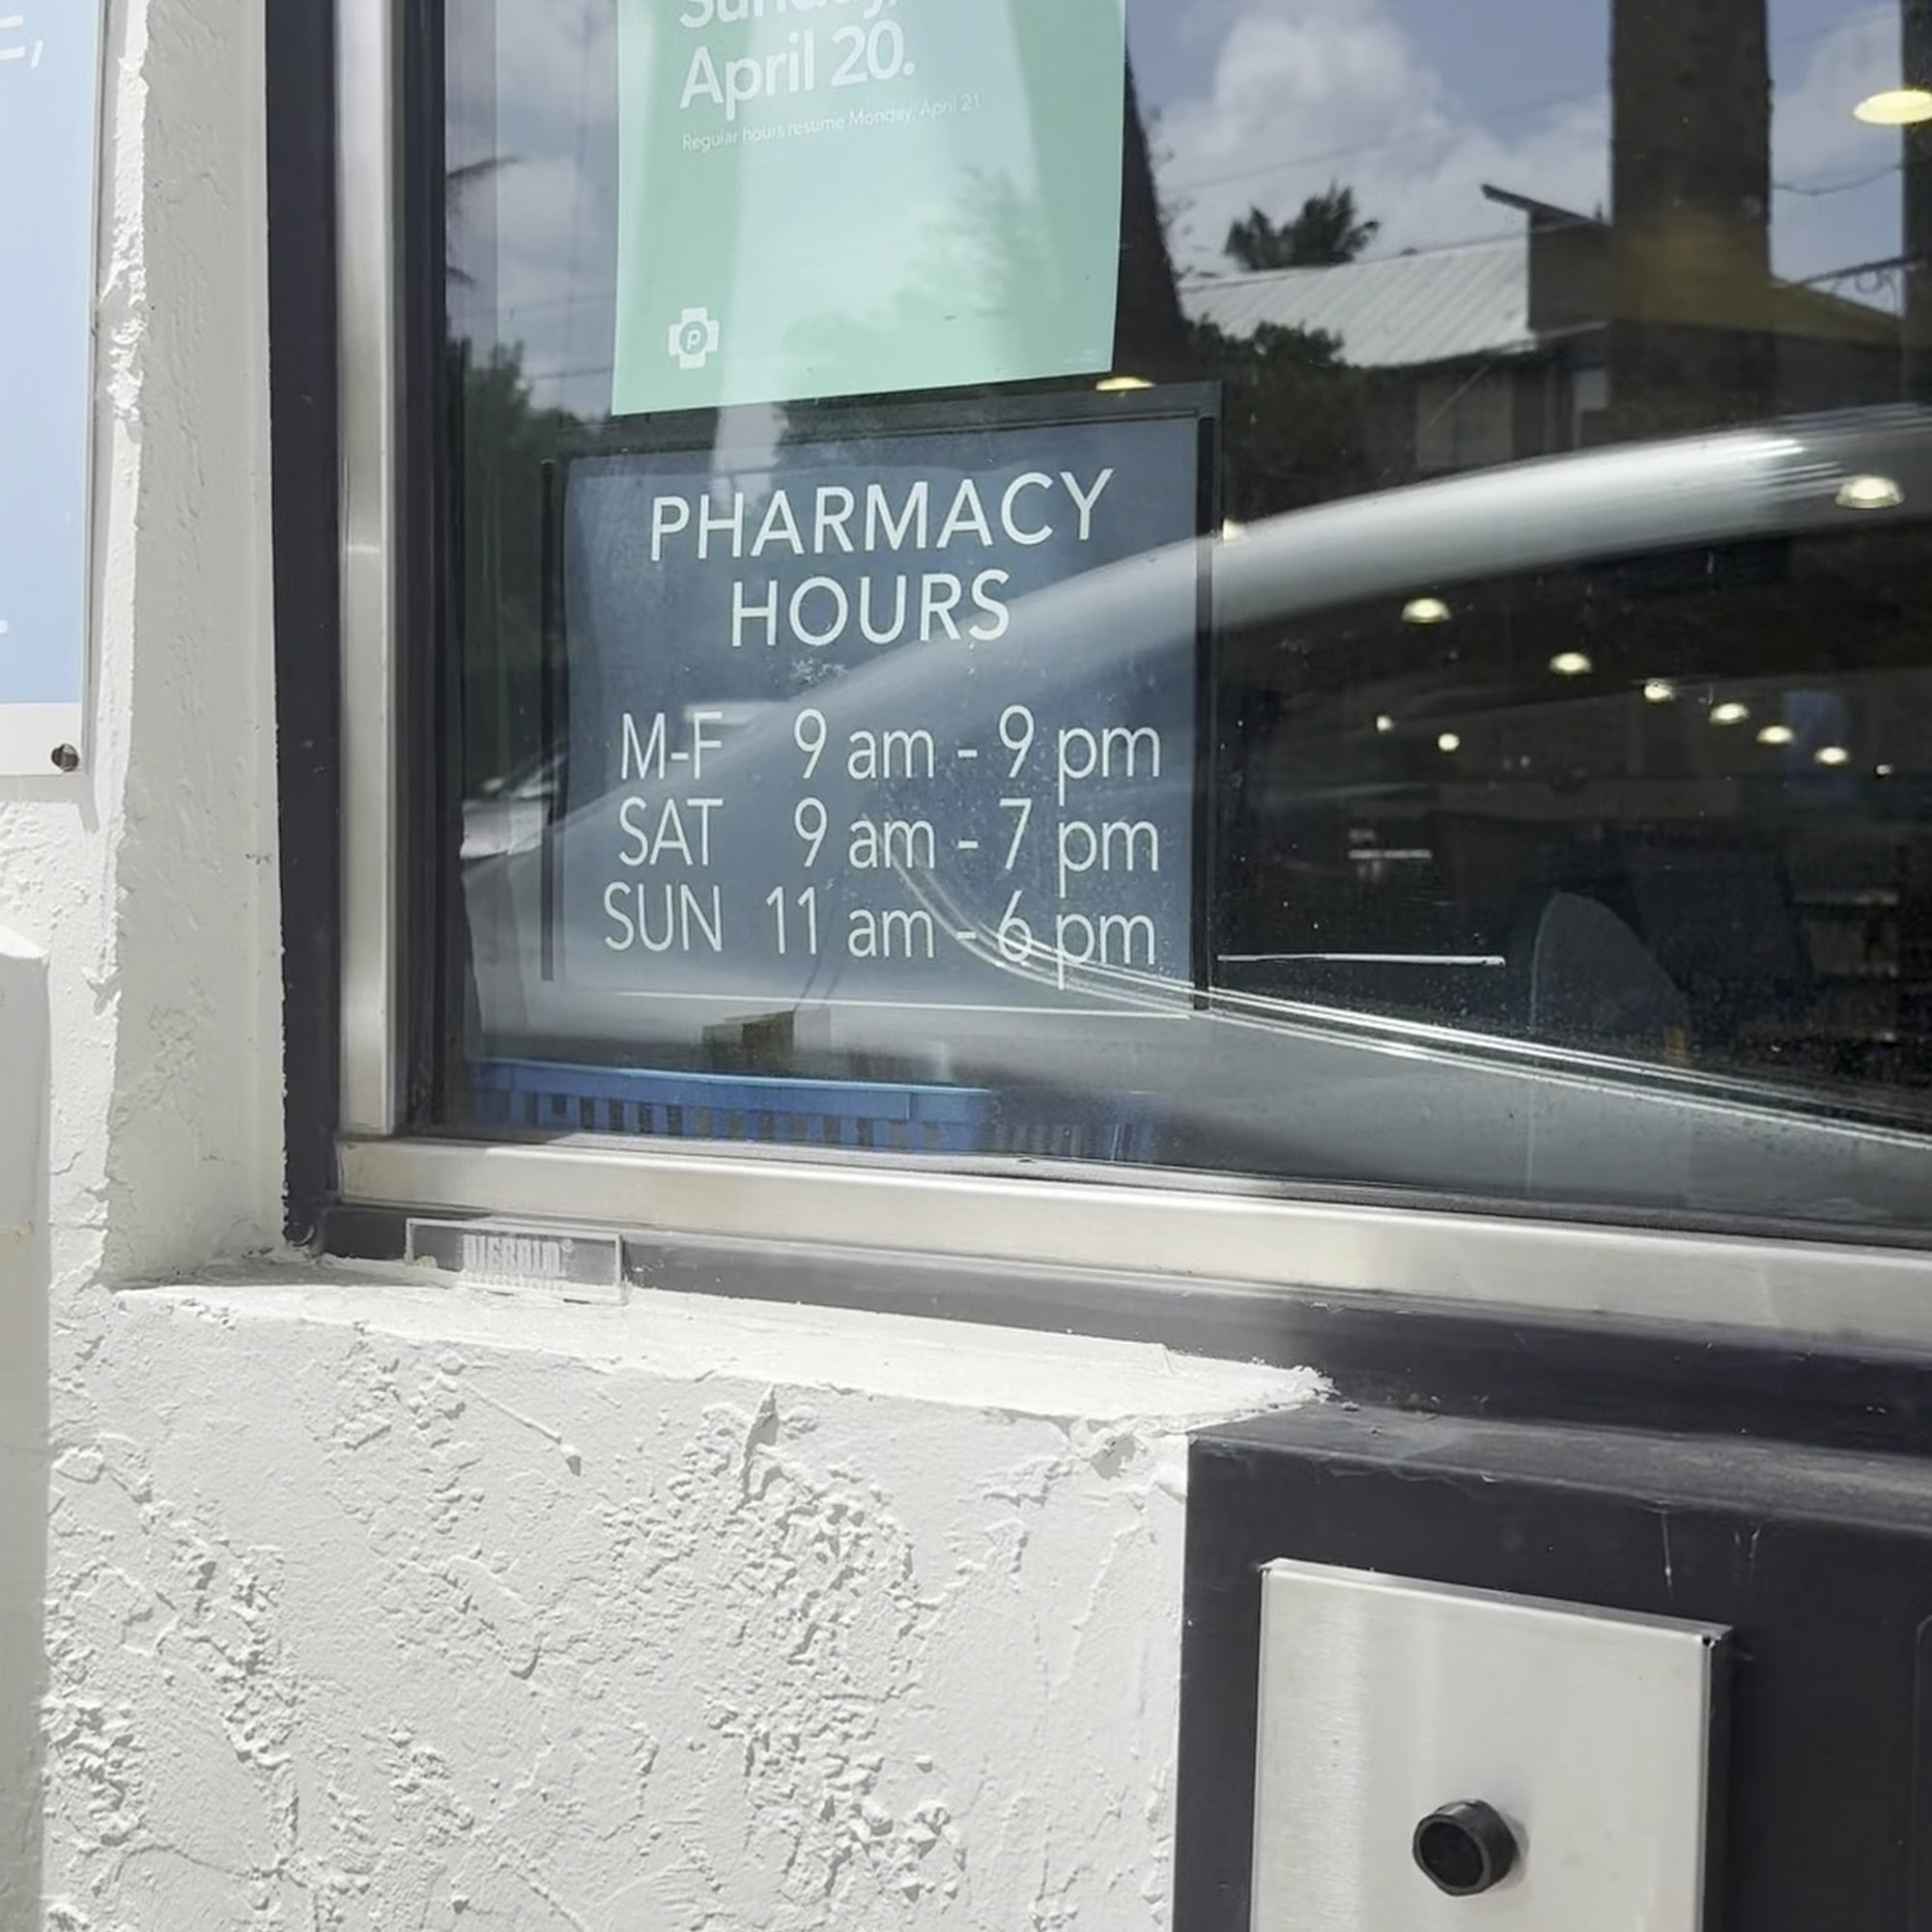 Sunday,
April 20.
Regular hours resume Monday, April 21
p
PHARMACY
HOURS
M-F 9 am - 9 pm
SAT 9 am - 7 pm
SUN 11 am - 6 pm